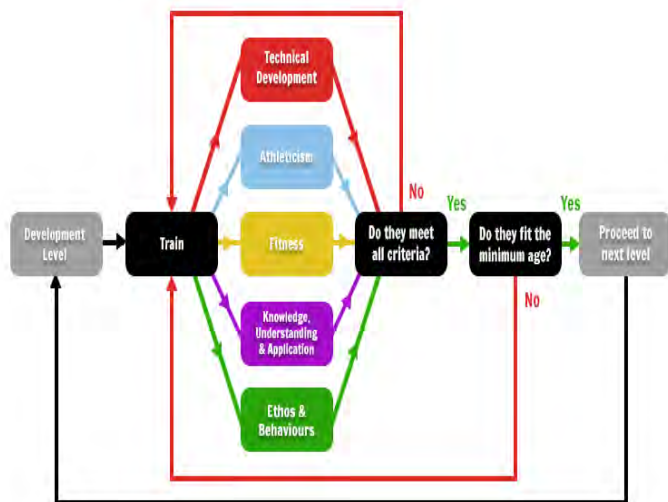 Technical
Development
Athleticism
No
Yes
Yes
Development
Level
Train
Fitness
Do they meet
all criteria?
Do they fit the
minimum age?
Proceed to
next level
No
Knowledge,
Understanding
& Application
Ethos &
Behaviours